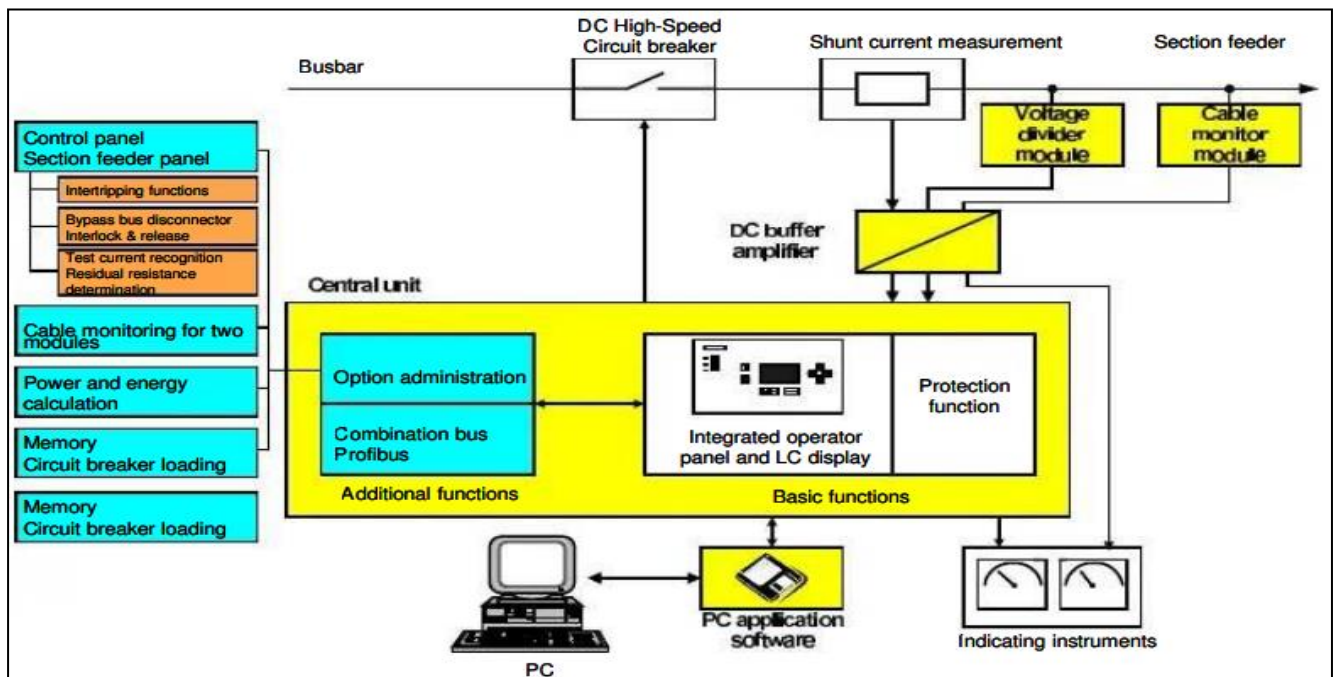 DC High-Speed
Circuit breaker
Shunt current measurement
Section feeder
Busbar
Voltage
divider
module
Cable
monitor
module
Control panel
Section feeder panel
Intertripping functions
Bypass bus disconnector
Interlock & release
Test current recognition
Residual resistance
determination
DC buffer
amplifier
Central unit
Cable monitoring for two
modules
Power and energy
calculation
Memory
Circuit breaker loading
Memory
Circuit breaker loading
Option administration
Combination bus
Profibus
Additional functions
Integrated operator
panel and LC display
Protection
function
Basic functions
PC application
software
PC
Indicating instruments